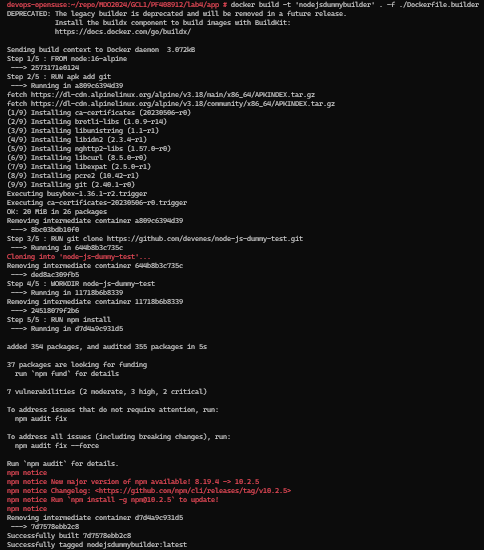 devops-opensuse:~/repo/MDO2024/GCL1/PF408912/lab4/app # docker build -t 'nodejsdummybuilder' . -f ./Dockerfile.builder
DEPRECATED: The legacy builder is deprecated and will be removed in a future release.
            Install the buildx component to build images with BuildKit:
            https://docs.docker.com/go/buildx/

Sending build context to Docker daemon  3.072kB
Step 1/5 : FROM node:16-alpine
 ---> 2573171e0124
Step 2/5 : RUN apk add git
 ---> Running in a809c6394d39
fetch https://dl-cdn.alpinelinux.org/alpine/v3.18/main/x86_64/APKINDEX.tar.gz
fetch https://dl-cdn.alpinelinux.org/alpine/v3.18/community/x86_64/APKINDEX.tar.gz
(1/9) Installing ca-certificates (20230506-r0)
(2/9) Installing brotli-libs (1.0.9-r14)
(3/9) Installing libunistring (1.1-r1)
(4/9) Installing libidn2 (2.3.4-r1)
(5/9) Installing nghttp2-libs (1.57.0-r0)
(6/9) Installing libcurl (8.5.0-r0)
(7/9) Installing libexpat (2.5.0-r1)
(8/9) Installing pcre2 (10.42-r1)
(9/9) Installing git (2.40.1-r0)
Executing busybox-1.36.1-r2.trigger
Executing ca-certificates-20230506-r0.trigger
OK: 20 MiB in 26 packages
Removing intermediate container a809c6394d39
 ---> 8bc03bdb10f0
Step 3/5 : RUN git clone https://github.com/devenes/node-js-dummy-test.git
 ---> Running in 644b8b3c735c
Cloning into 'node-js-dummy-test'...
Removing intermediate container 644b8b3c735c
 ---> ded8ac309fb5
Step 4/5 : WORKDIR node-js-dummy-test
 ---> Running in 11718b6b8339
Removing intermediate container 11718b6b8339
 ---> 24518079f2b6
Step 5/5 : RUN npm install
 ---> Running in d7d4a9c931d5

added 354 packages, and audited 355 packages in 5s

37 packages are looking for funding
  run `npm fund` for details

7 vulnerabilities (2 moderate, 3 high, 2 critical)

To address issues that do not require attention, run:
  npm audit fix

To address all issues (including breaking changes), run:
  npm audit fix --force

Run `npm audit` for details.
npm notice
npm notice New major version of npm available! 8.19.4 -> 10.2.5
npm notice Changelog: <https://github.com/npm/cli/releases/tag/v10.2.5>
npm notice Run `npm install -g npm@10.2.5` to update!
npm notice
Removing intermediate container d7d4a9c931d5
 ---> 7d7578ebb2c8
Successfully built 7d7578ebb2c8
Successfully tagged nodejsdummybuilder:latest